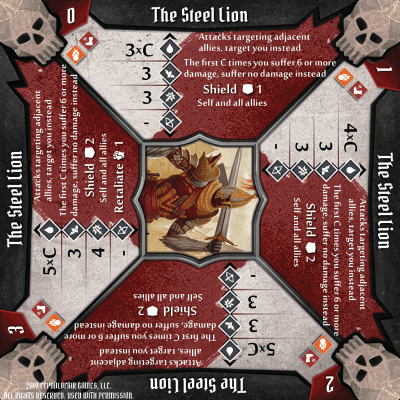 0
The Steel Lion
3xC
3
3
-
Attacks targeting adjacent
allies, target you instead
The first C times you suffer 6 or more
damage, suffer no damage instead
Shield 1
Self and all allies
1
The Steel Lion
4xC
3
3
-
Attacks targeting adjacent
allies, target you instead
The first C times you suffer 6 or more
damage, suffer no damage instead
Shield 2
Self and all allies
2
The Steel Lion
5xC
3
3
-
Attacks targeting adjacent
allies, target you instead
The first C times you suffer 6 or more
damage, suffer no damage instead
Shield 2
Self and all allies
3
The Steel Lion
5xC
3
4
-
Attacks targeting adjacent
allies, target you instead
The first C times you suffer 6 or more
damage, suffer no damage instead
Shield 2
Self and all allies
Retaliate 1
2019 CEPHALOFAIR GAMES, LLC.
ALL RIGHTS RESERVED. USED WITH PERMISSION.